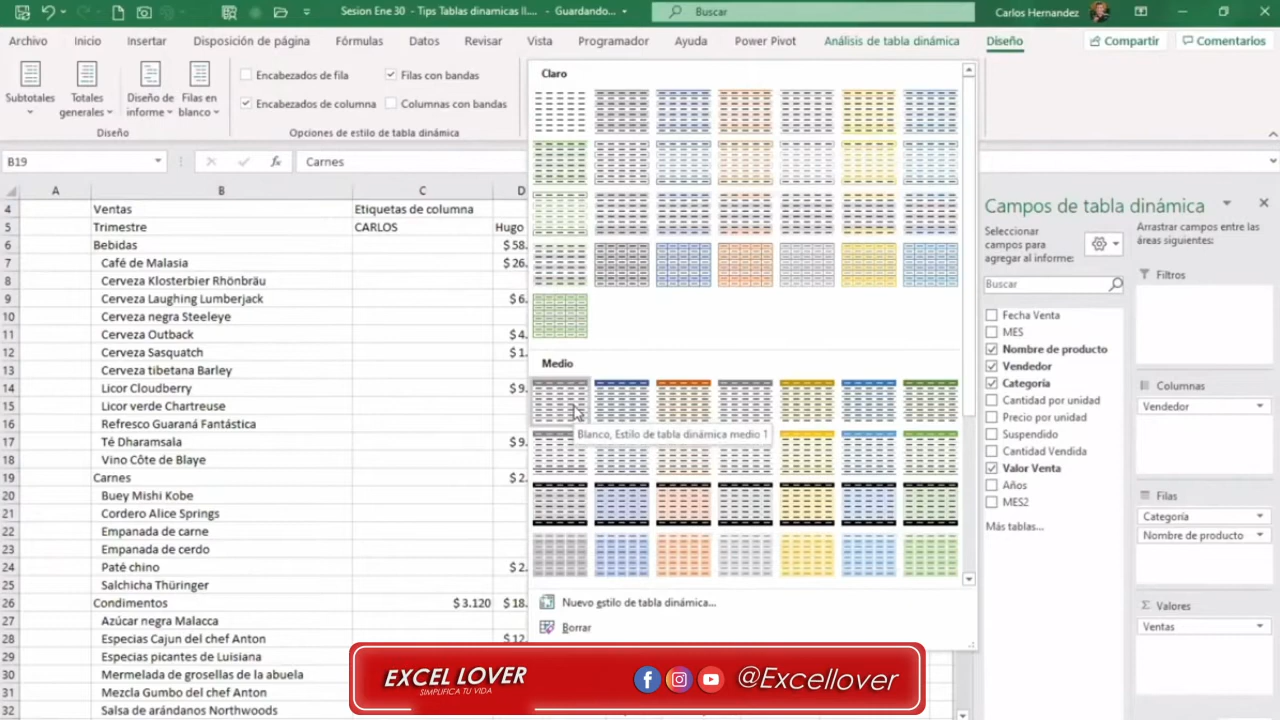 Sesion Ene 30 - Tips Tablas dinamicas II.... - Guardando...
Buscar
Carlos Hernandez
Archivo
Inicio
Insertar
Disposición de página
Fórmulas
Datos
Revisar
Vista
Programador
Ayuda
Power Pivot
Análisis de tabla dinámica
Diseño
Compartir
Comentarios
Subtotales
Totales generales
Diseño de informe
Filas en blanco
Diseño
Encabezados de fila
Filas con bandas
Encabezados de columna
Columnas con bandas
Opciones de estilo de tabla dinámica
B19
fx
Carnes
A B C D
4 Ventas Etiquetas de columna
5 Trimestre CARLOS Hugo
6 Bebidas $ 58.
8 Café de Malasia $ 26.
Cerveza Klosterbier Rhönbräu
9 Cerveza Laughing Lumberjack $ 6.
10 Cerveza negra Steeleye
11 Cerveza Outback $ 4.
12 Cerveza Sasquatch $ 1.
13 Cerveza tibetana Barley
14 Licor Cloudberry $ 9.
15 Licor verde Chartreuse
16 Refresco Guaraná Fantástica
17 Té Dharamsala $ 9.
18 Vino Côte de Blaye
19 Carnes $ 2.
20 Buey Mishi Kobe
21 Cordero Alice Springs
22 Empanada de carne
23 Empanada de cerdo
24 Paté chino $ 2.
25 Salchicha Thüringer
26 Condimentos $ 3.120 $ 18.
27 Azúcar negra Malacca
28 Especias Cajun del chef Anton $ 12
29 Especias picantes de Luisiana
30 Mermelada de grosellas de la abuela
31 Mezcla Gumbo del chef Anton
32 Salsa de arándanos Northwoods
Claro
Medio
Blanco, Estilo de tabla dinámica medio 1
Nuevo estilo de tabla dinámica...
Borrar
Campos de tabla dinámica
Seleccionar
campos para
agregar al informe:
Buscar
Fecha Venta
MES
Nombre de producto
Vendedor
Categoría
Cantidad por unidad
Precio por unidad
Suspendido
Cantidad Vendida
Valor Venta
Años
MES2
Más tablas...
Arrastrar campos entre las
áreas siguientes:
Filtros
Columnas
Vendedor
Filas
Categoría
Nombre de producto
Σ Valores
Ventas
EXCEL LOVER
SIMPLIFICA TU VIDA
@Excellover